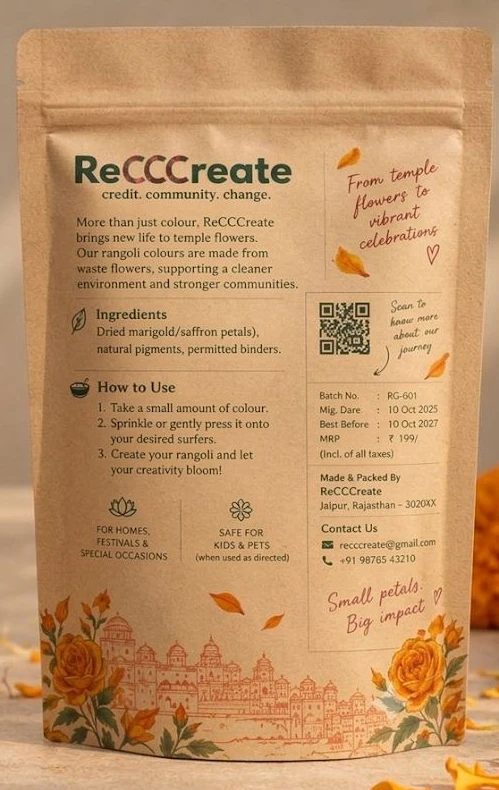 ReCCCreate
credit. community. change.
More than just colour, ReCCCreate
brings new life to temple flowers.
Our rangoli colours are made from
waste flowers, supporting a cleaner
environment and stronger communities.
From temple
flowers to
vibrant
celebrations
Ingredients
Dried marigold/saffron petals),
natural pigments, permitted binders.
Scan to
know more
about our
journey
How to Use
1. Take a small amount of colour.
2. Sprinkle or gently press it onto
your desired surfers.
3. Create your rangoli and let
your creativity bloom!
Batch No. : RG-601
Mig. Dare : 10 Oct 2025
Best Before : 10 Oct 2027
MRP : ₹ 199/
(Incl. of all taxes)
Made & Packed By
ReCCCreate
Jaipur, Rajasthan – 3020XX
FOR HOMES,
FESTIVALS &
SPECIAL OCCASIONS
SAFE FOR
KIDS & PETS
(when used as directed)
Contact Us
recccreate@gmail.com
+91 98765 43210
Small petals.
Big impact